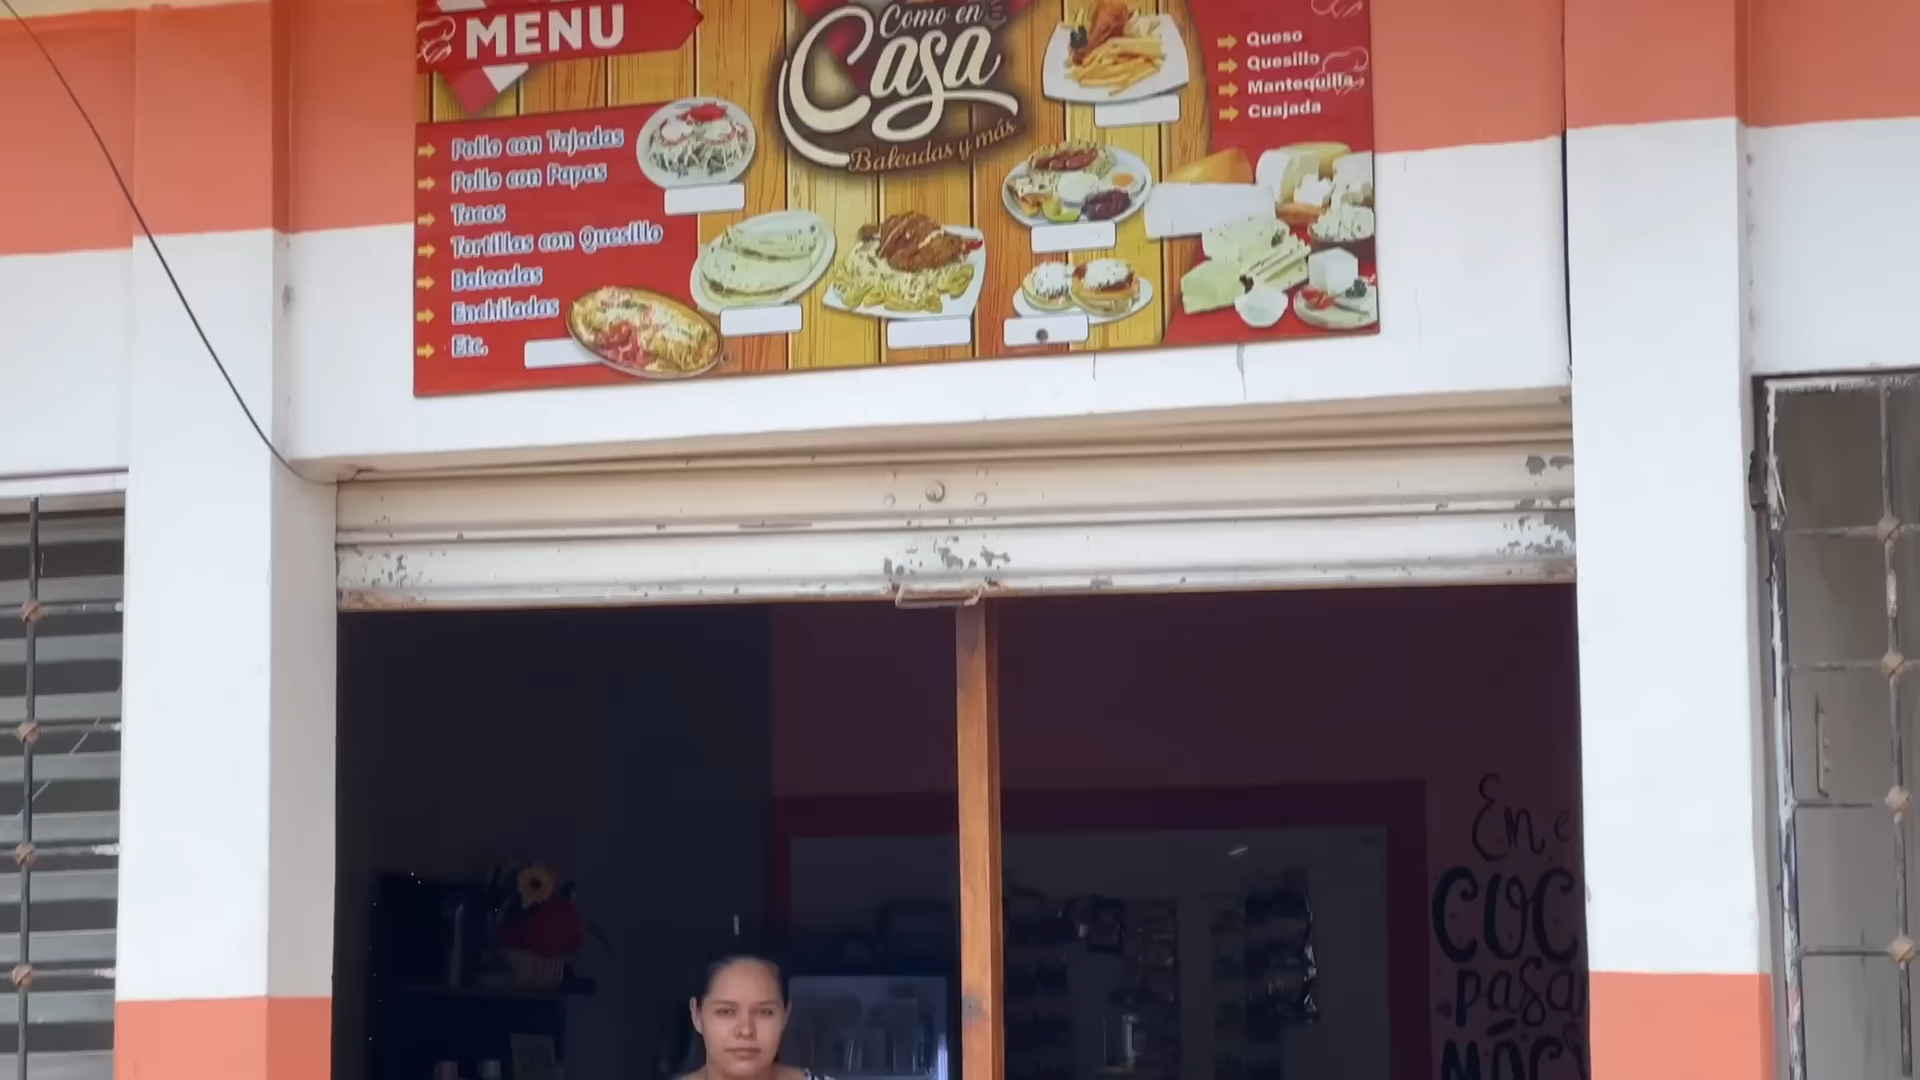 MENU
Como en
Casa
Baleadas y más
Pollo con Tajadas
Pollo con Papas
Tacos
Tortillas con Quesillo
Baleadas
Enchiladas
Etc.
Queso
Quesillo
Mantequilla
Cuajada
En
COC
pasa